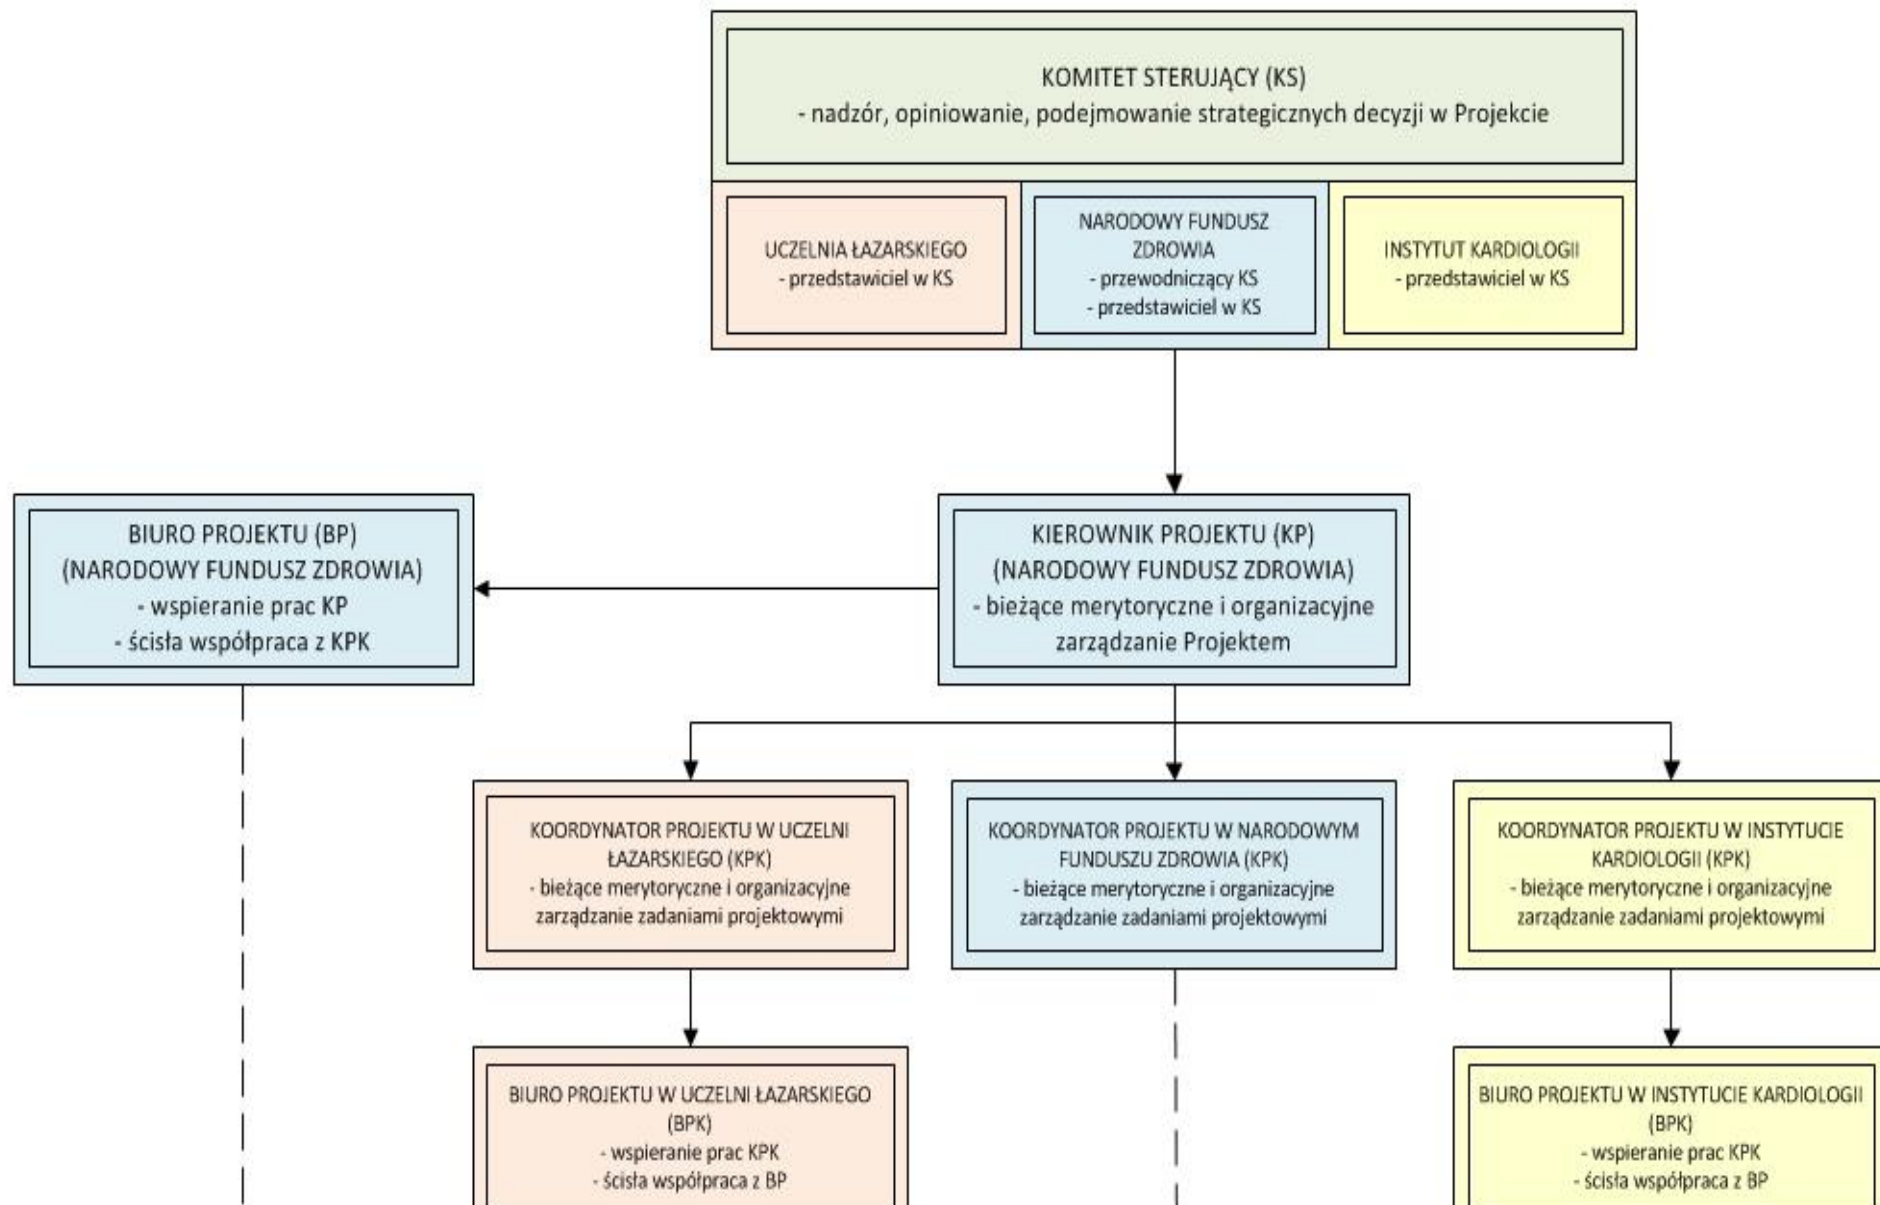 KOMITET STERUJĄCY (KS)
- nadzór, opiniowanie, podejmowanie strategicznych decyzji w Projekcie
UCZELNIA ŁAZARSKIEGO
- przedstawiciel w KS
NARODOWY FUNDUSZ
ZDROWIA
- przewodniczący KS
- przedstawiciel w KS
INSTYTUT KARDIOLOGII
- przedstawiciel w KS
BIURO PROJEKTU (BP)
(NARODOWY FUNDUSZ ZDROWIA)
- wspieranie prac KP
- ścisła współpraca z KPK
KIEROWNIK PROJEKTU (KP)
(NARODOWY FUNDUSZ ZDROWIA)
- bieżące merytoryczne i organizacyjne
zarządzanie Projektem
KOORDYNATOR PROJEKTU W UCZELNI
ŁAZARSKIEGO (KPK)
- bieżące merytoryczne i organizacyjne
zarządzanie zadaniami projektowymi
KOORDYNATOR PROJEKTU W NARODOWYM
FUNDUSZU ZDROWIA (KPK)
- bieżące merytoryczne i organizacyjne
zarządzanie zadaniami projektowymi
KOORDYNATOR PROJEKTU W INSTYTUCIE
KARDIOLOGII (KPK)
- bieżące merytoryczne i organizacyjne
zarządzanie zadaniami projektowymi
BIURO PROJEKTU W UCZELNI ŁAZARSKIEGO
(BPK)
- wspieranie prac KPK
- ścisła współpraca z BP
BIURO PROJEKTU W INSTYTUCIE KARDIOLOGII
(BPK)
- wspieranie prac KPK
- ścisła współpraca z BP